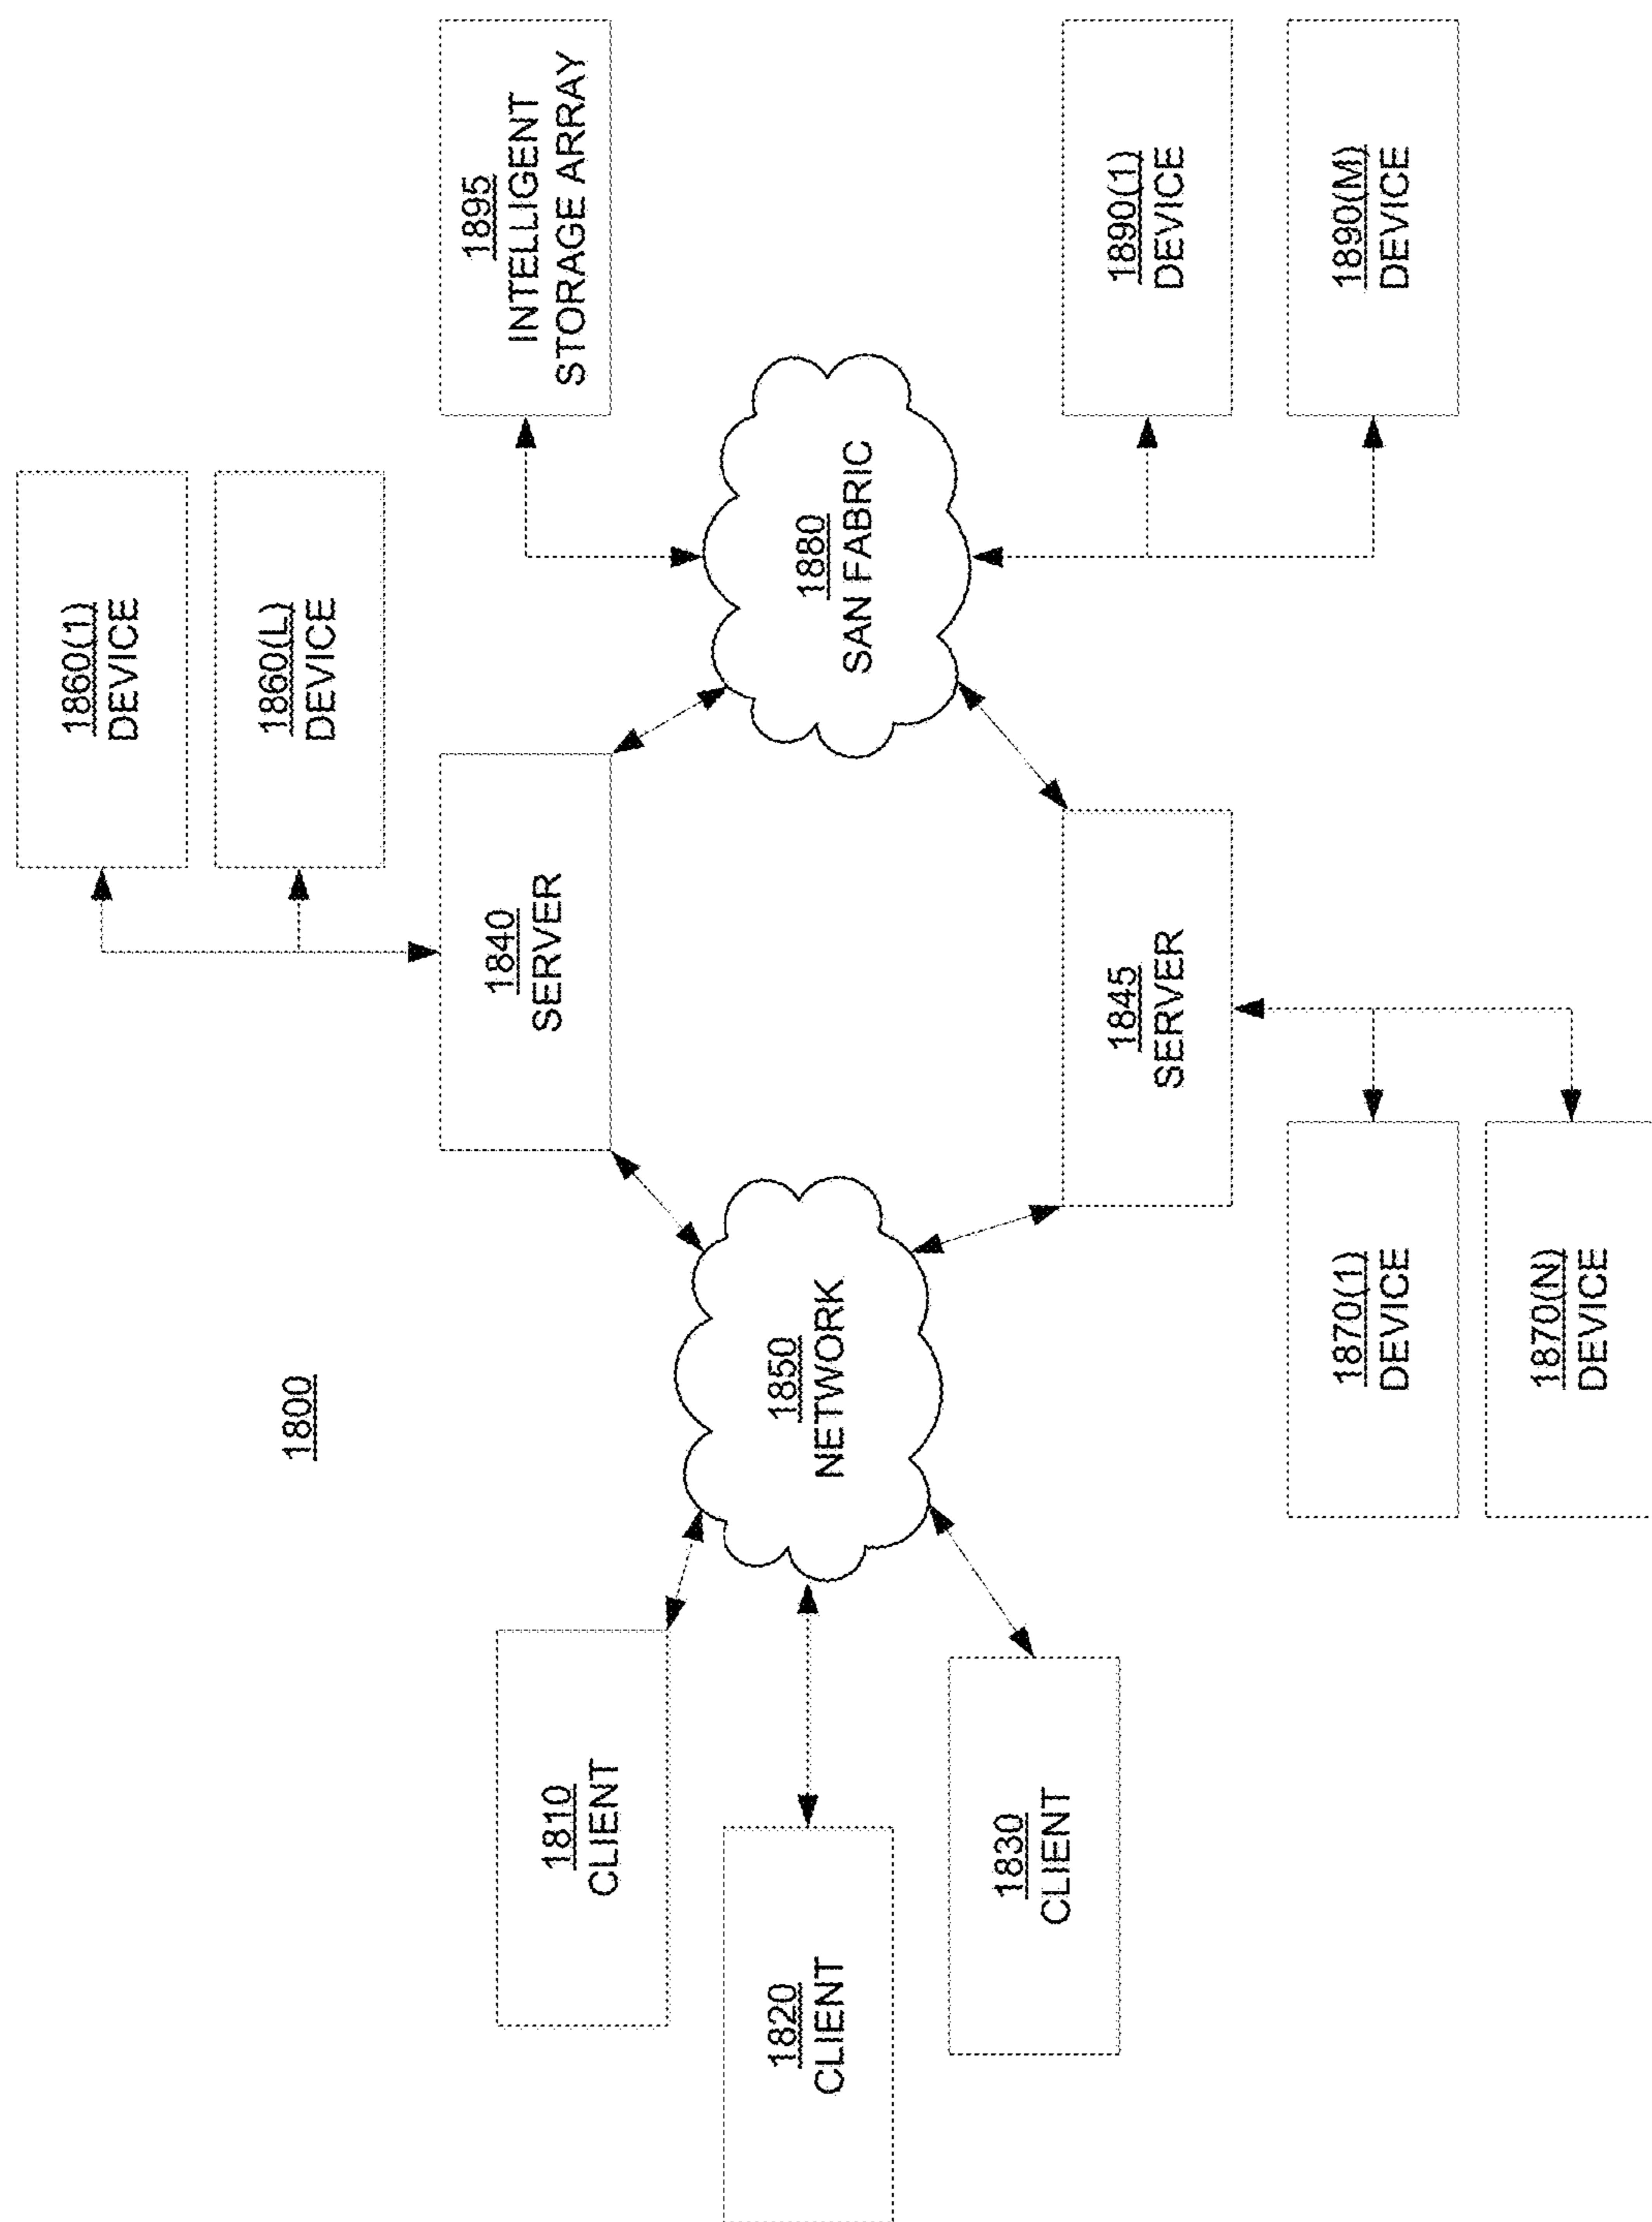 1800
1860(1)
DEVICE
1860(L)
DEVICE
1810
CLIENT
1840
SERVER
1895
INTELLIGENT
STORAGE ARRAY
1820
CLIENT
1850
NETWORK
1880
SAN FABRIC
1830
CLIENT
1845
SERVER
1890(1)
DEVICE
1870(1)
DEVICE
1890(M)
DEVICE
1870(N)
DEVICE